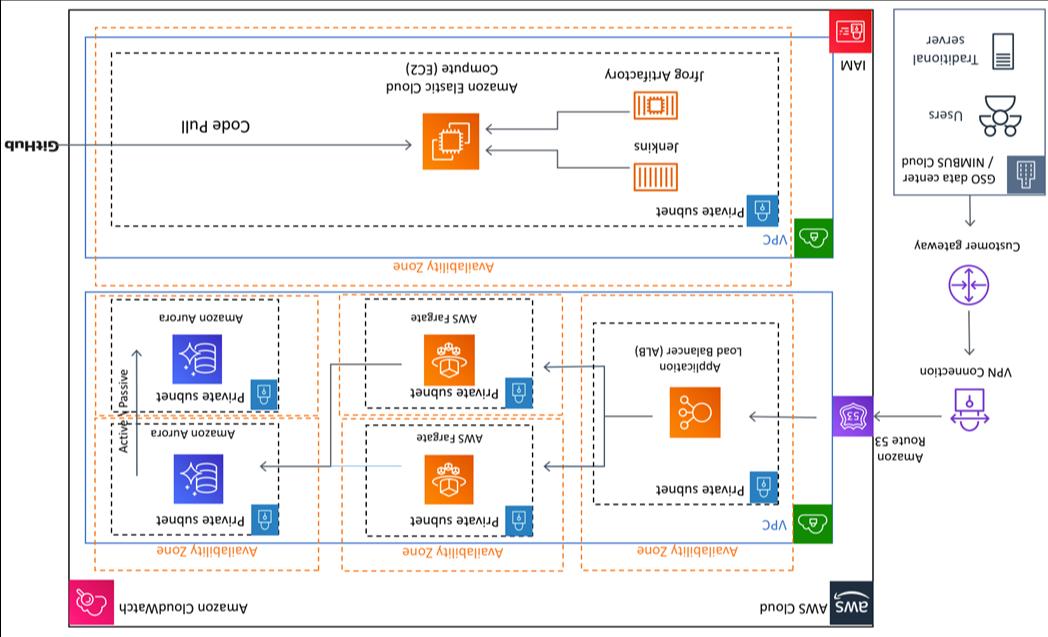 AWS Cloud
aws
Amazon CloudWatch
Availability Zone
Availability Zone
Availability Zone
VPC
Private subnet
Private subnet
Private subnet
Amazon
Route 53
53
AWS Fargate
Amazon Aurora
VPN Connection
Application
Load Balancer (ALB)
Private subnet
Private subnet
AWS Fargate
Amazon Aurora
Active \ Passive
Customer gateway
Availability Zone
VPC
Private subnet
GSO data center
/ NIMBUS Cloud
Jenkins
GitHub
Code Pull
Users
Jfrog Artifactory
Amazon Elastic Cloud
Compute (EC2)
IAM
Traditional
server